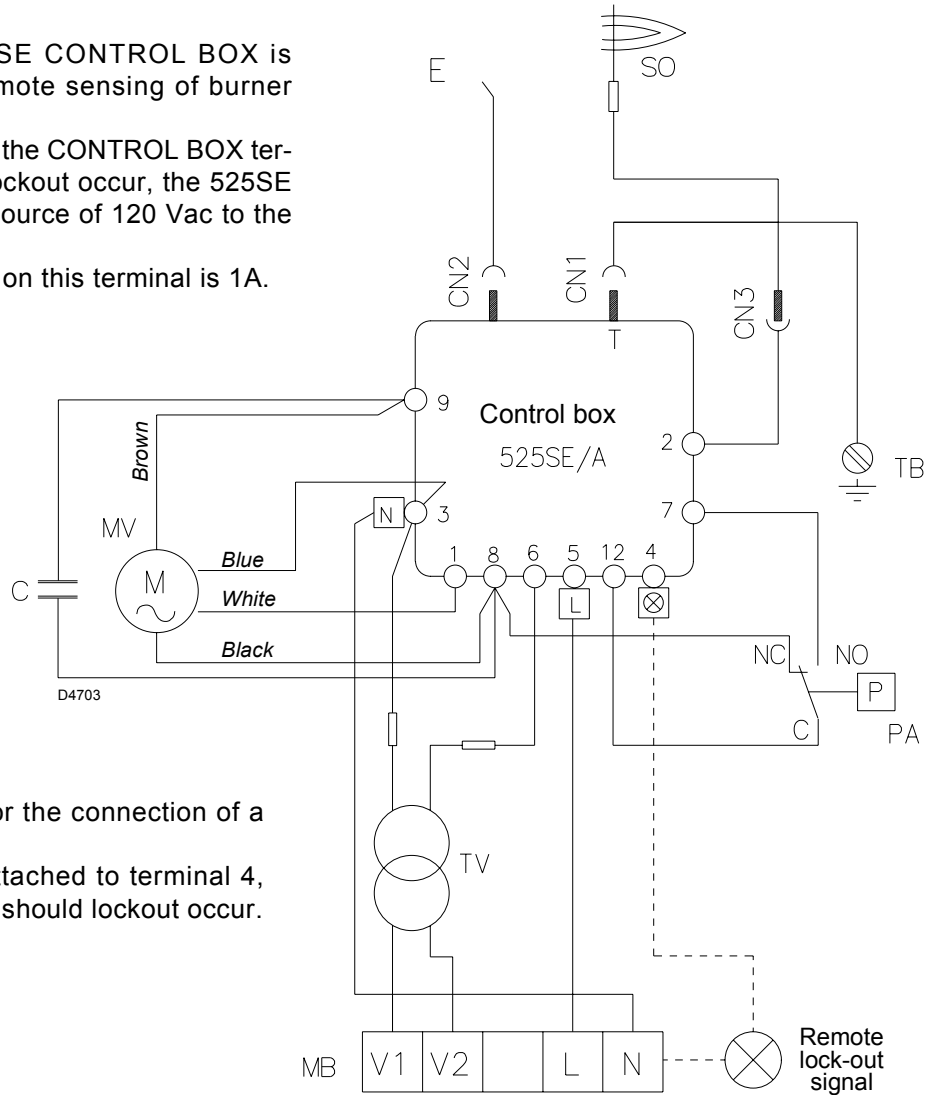 SE CONTROL BOX is
mote sensing of burner
the CONTROL BOX ter-
ockout occur, the 525SE
ource of 120 Vac to the
on this terminal is 1A.
SO
E
CN2
CN1
CN3
T
9
Control box
525SE/A
2
TB
Brown
N
3
7
MV
Blue
1
8
6
5
12
4
C
M
White
L
Black
NC
NO
P
D4703
C
PA
or the connection of a
ttached to terminal 4,
should lockout occur.
TV
MB
V1
V2
L
N
Remote
lock-out
signal